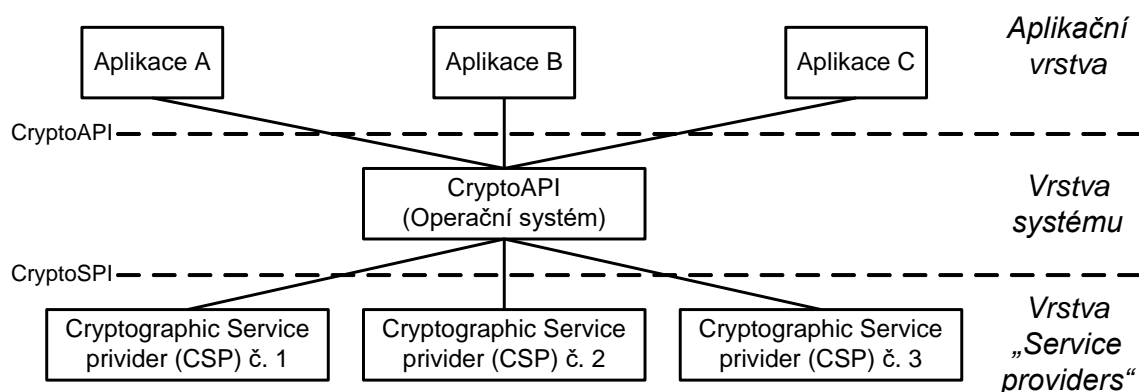 Aplikace A
Aplikace B
Aplikace C
Aplikační
vrstva
CryptoAPI
CryptoAPI
(Operační systém)
Vrstva
systému
CryptoSPI
Cryptographic Service
privider (CSP) č. 1
Cryptographic Service
privider (CSP) č. 2
Cryptographic Service
privider (CSP) č. 3
Vrstva
„Service
providers“